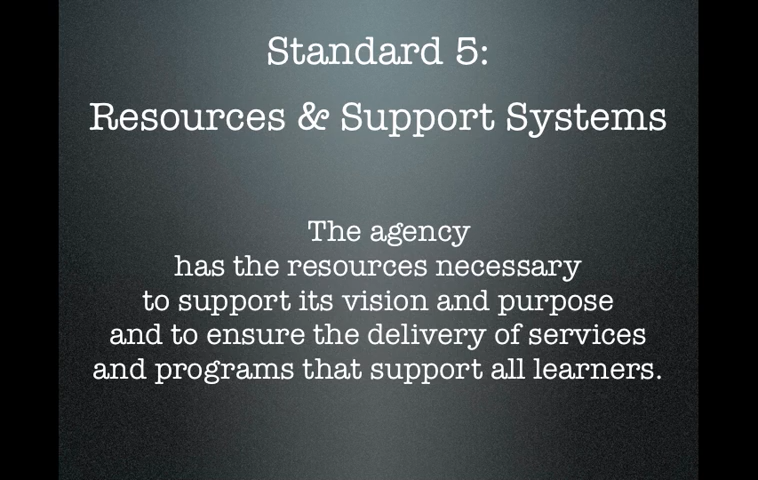 Standard 5:
Resources & Support Systems
The agency
has the resources necessary
to support its vision and purpose
and to ensure the delivery of services
and programs that support all learners.